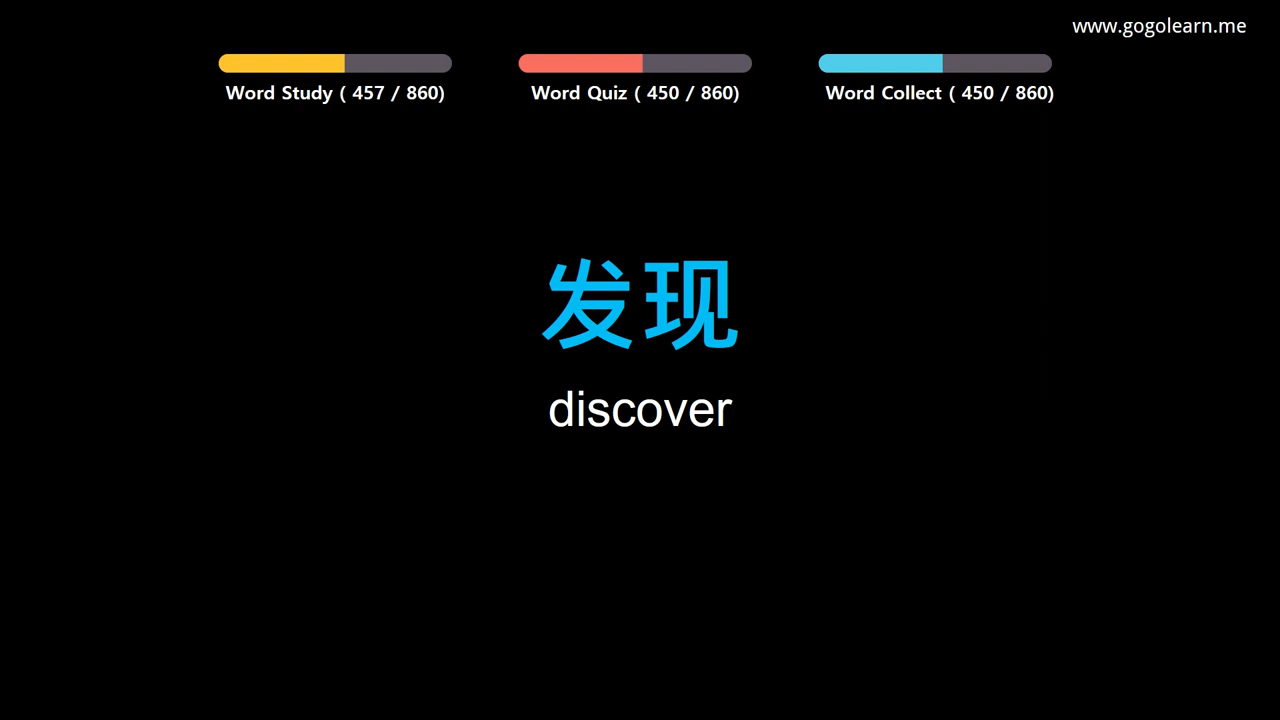 www.gogolearn.me
Word Study ( 457 / 860)
Word Quiz ( 450 / 860)
Word Collect ( 450 / 860)
发现
discover